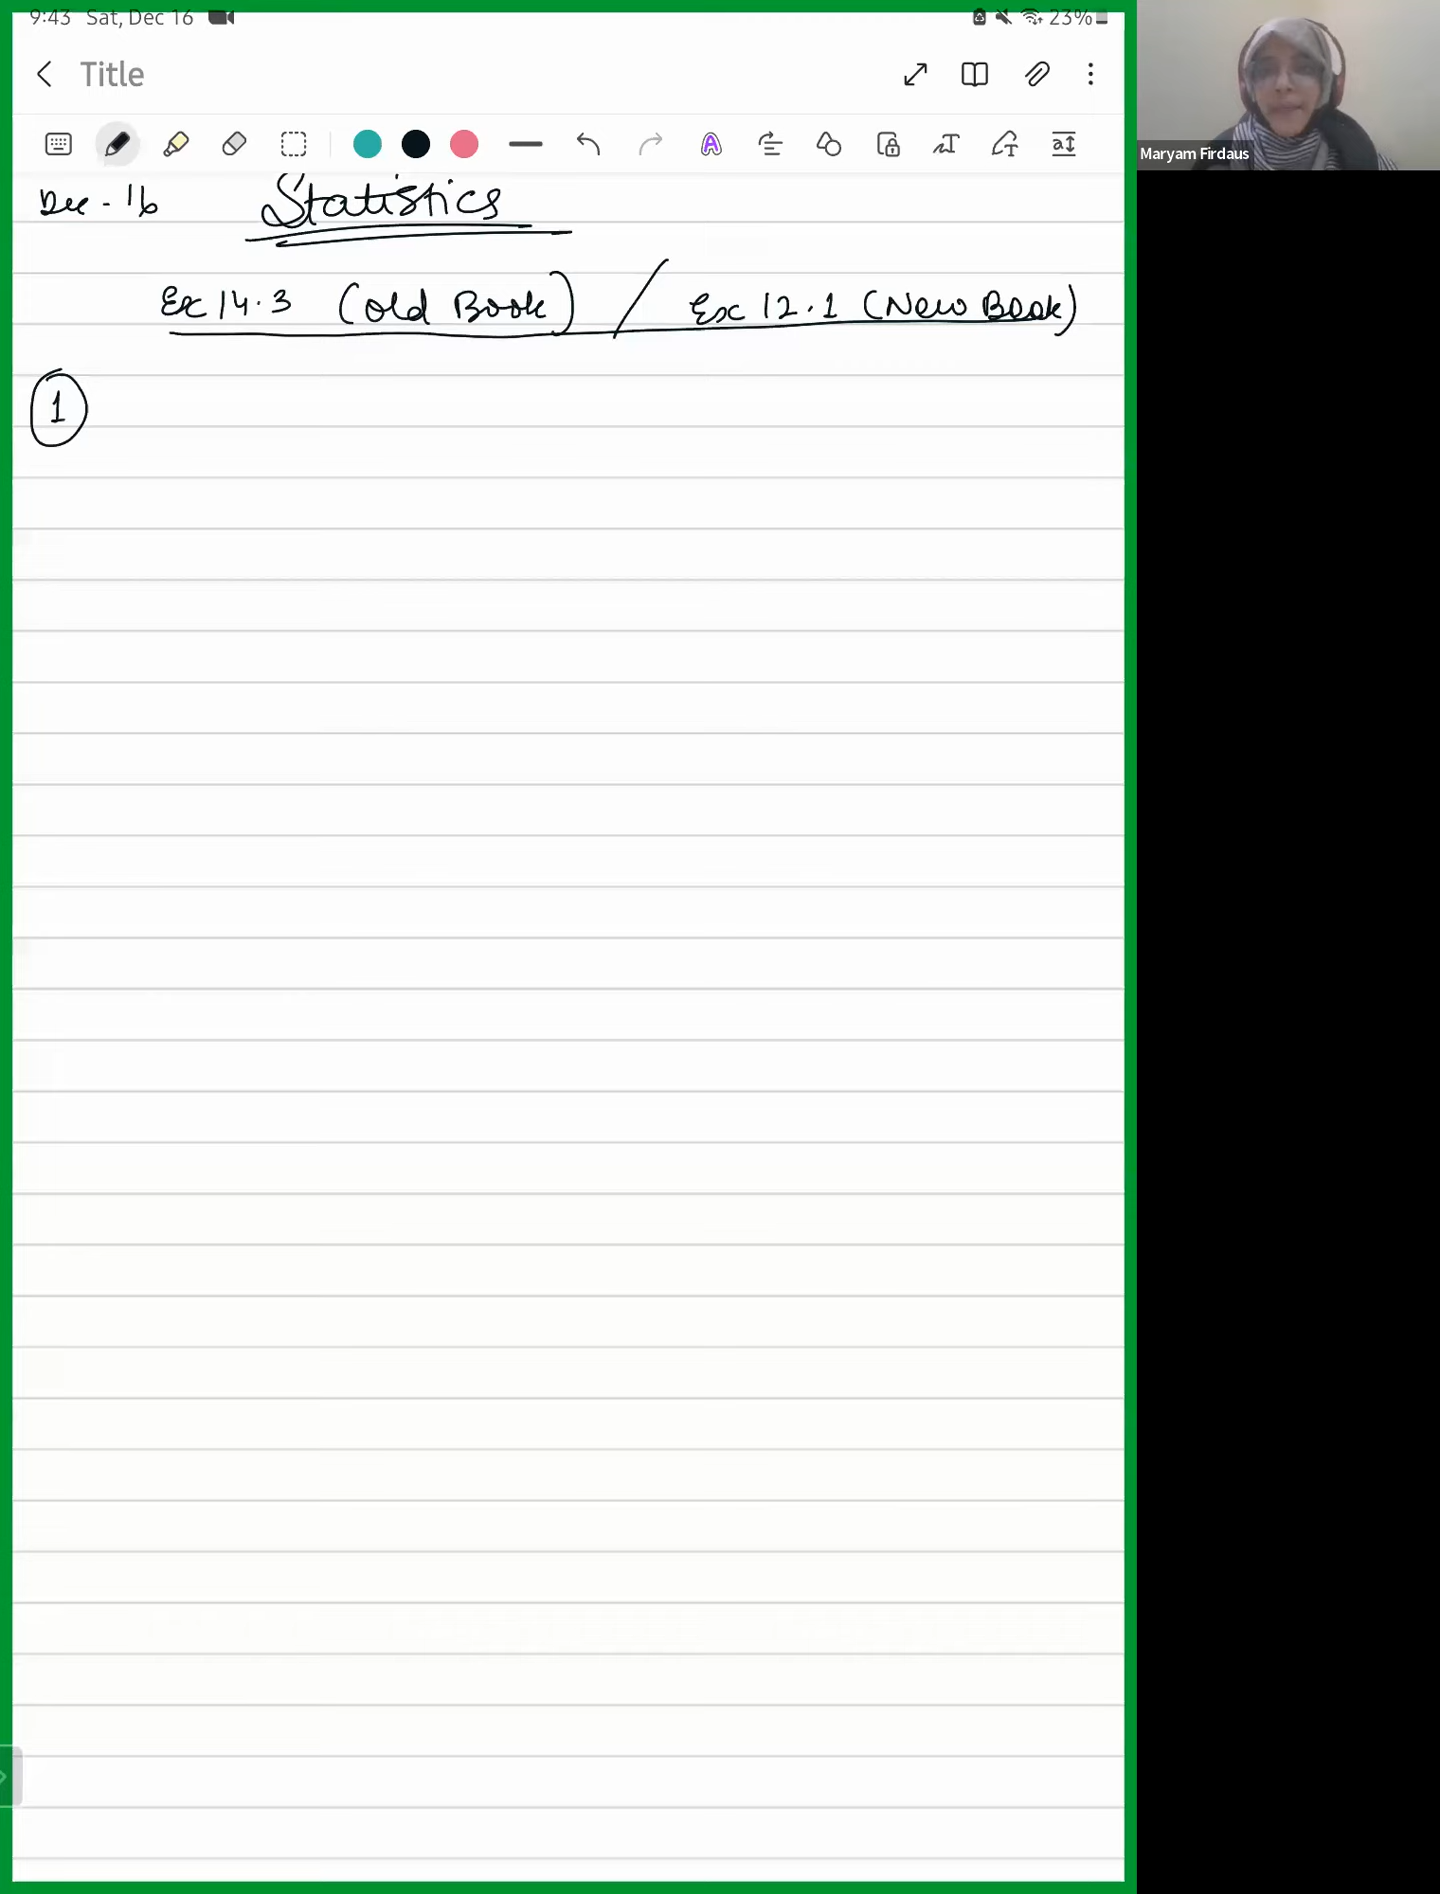 9:43 Sat, Dec 16 23%
Title
Maryam Firdaus
Dec - 16 Statistics
Ex 14.3 (Old Book) / Ex 12.1 (New Book)
1